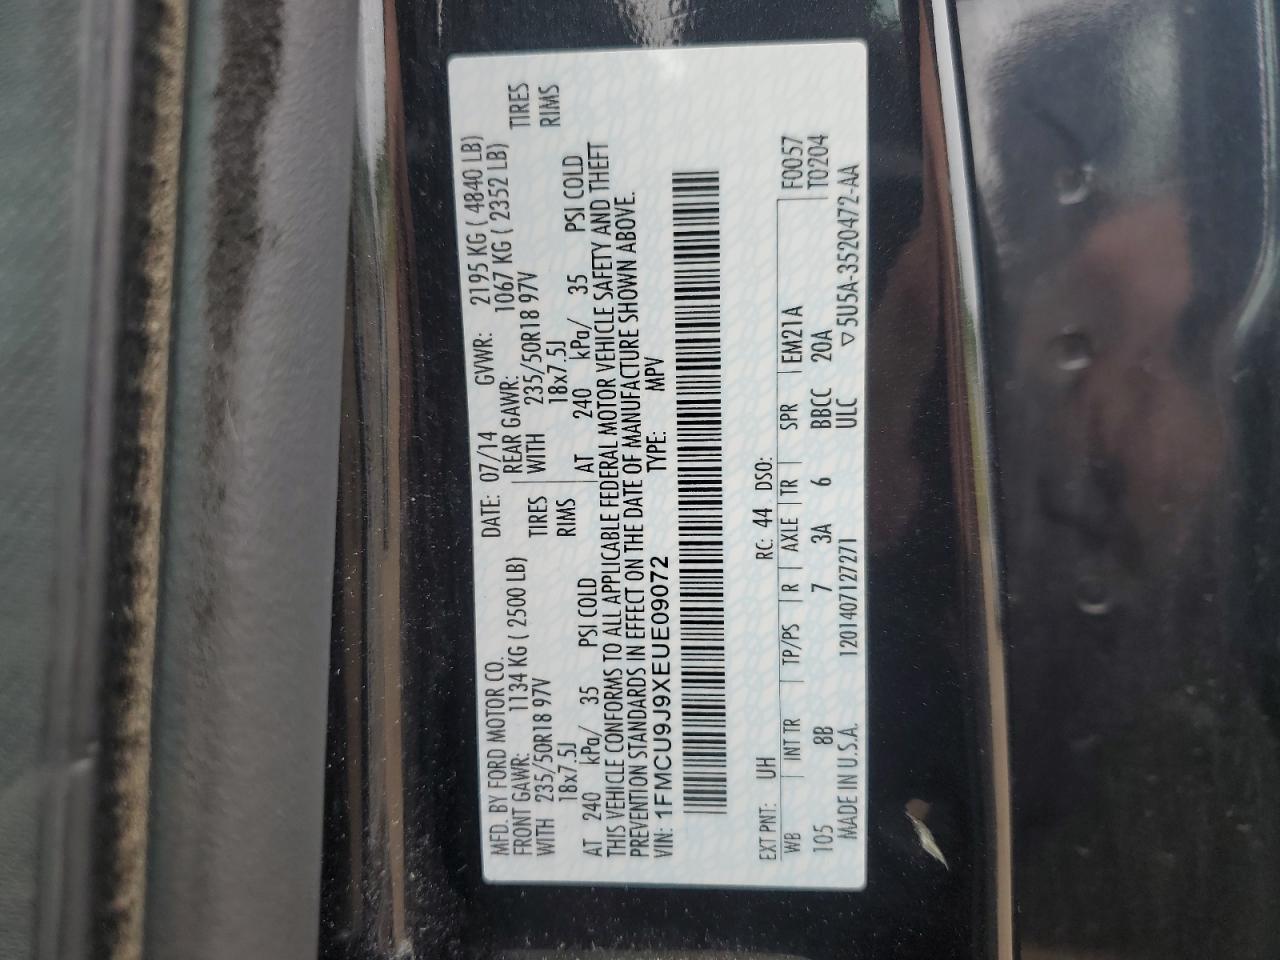 MFD. BY FORD MOTOR CO. DATE: 07/14 GVWR: 2195 KG ( 4840 LB)
FRONT GAWR: 1134 KG ( 2500 LB) REAR GAWR: 1067 KG ( 2352 LB)
WITH 235/50R18 97V TIRES WITH 235/50R18 97V TIRES
18x7.5J RIMS 18x7.5J RIMS
AT 240 kPa/ 35 PSI COLD AT 240 kPa/ 35 PSI COLD
THIS VEHICLE CONFORMS TO ALL APPLICABLE FEDERAL MOTOR VEHICLE SAFETY AND THEFT
PREVENTION STANDARDS IN EFFECT ON THE DATE OF MANUFACTURE SHOWN ABOVE.
VIN: 1FMCU9J9XEUE09072 TYPE: MPV
EXT PNT: UH RC: 44 DSO: F0057
WB INT TR TP/PS R AXLE TR SPR EM21A T0204
105 8B 7 3A 6 BBCC 20A
MADE IN U.S.A. 120140712727​1 ULC ▽5U5A-3520472-AA